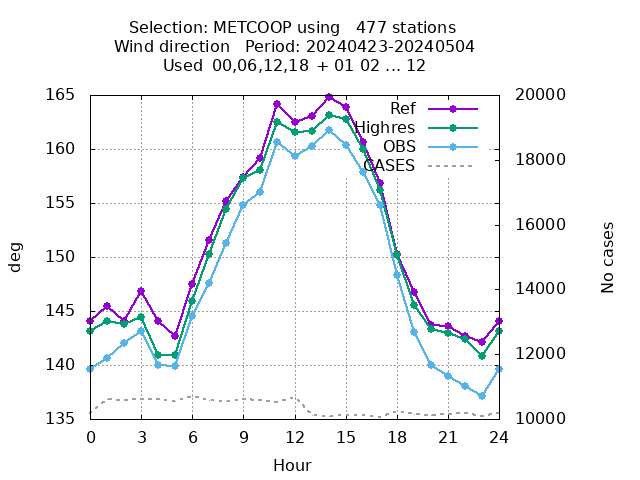 Selection: METCOOP using   477 stations
Wind direction   Period: 20240423-20240504
Used 00,06,12,18 + 01 02 ... 12
165
160
155
150
145
140
135
20000
18000
16000
14000
12000
10000
Ref
Highres
OBS
CASES
deg
No cases
0 3 6 9 12 15 18 21 24
Hour